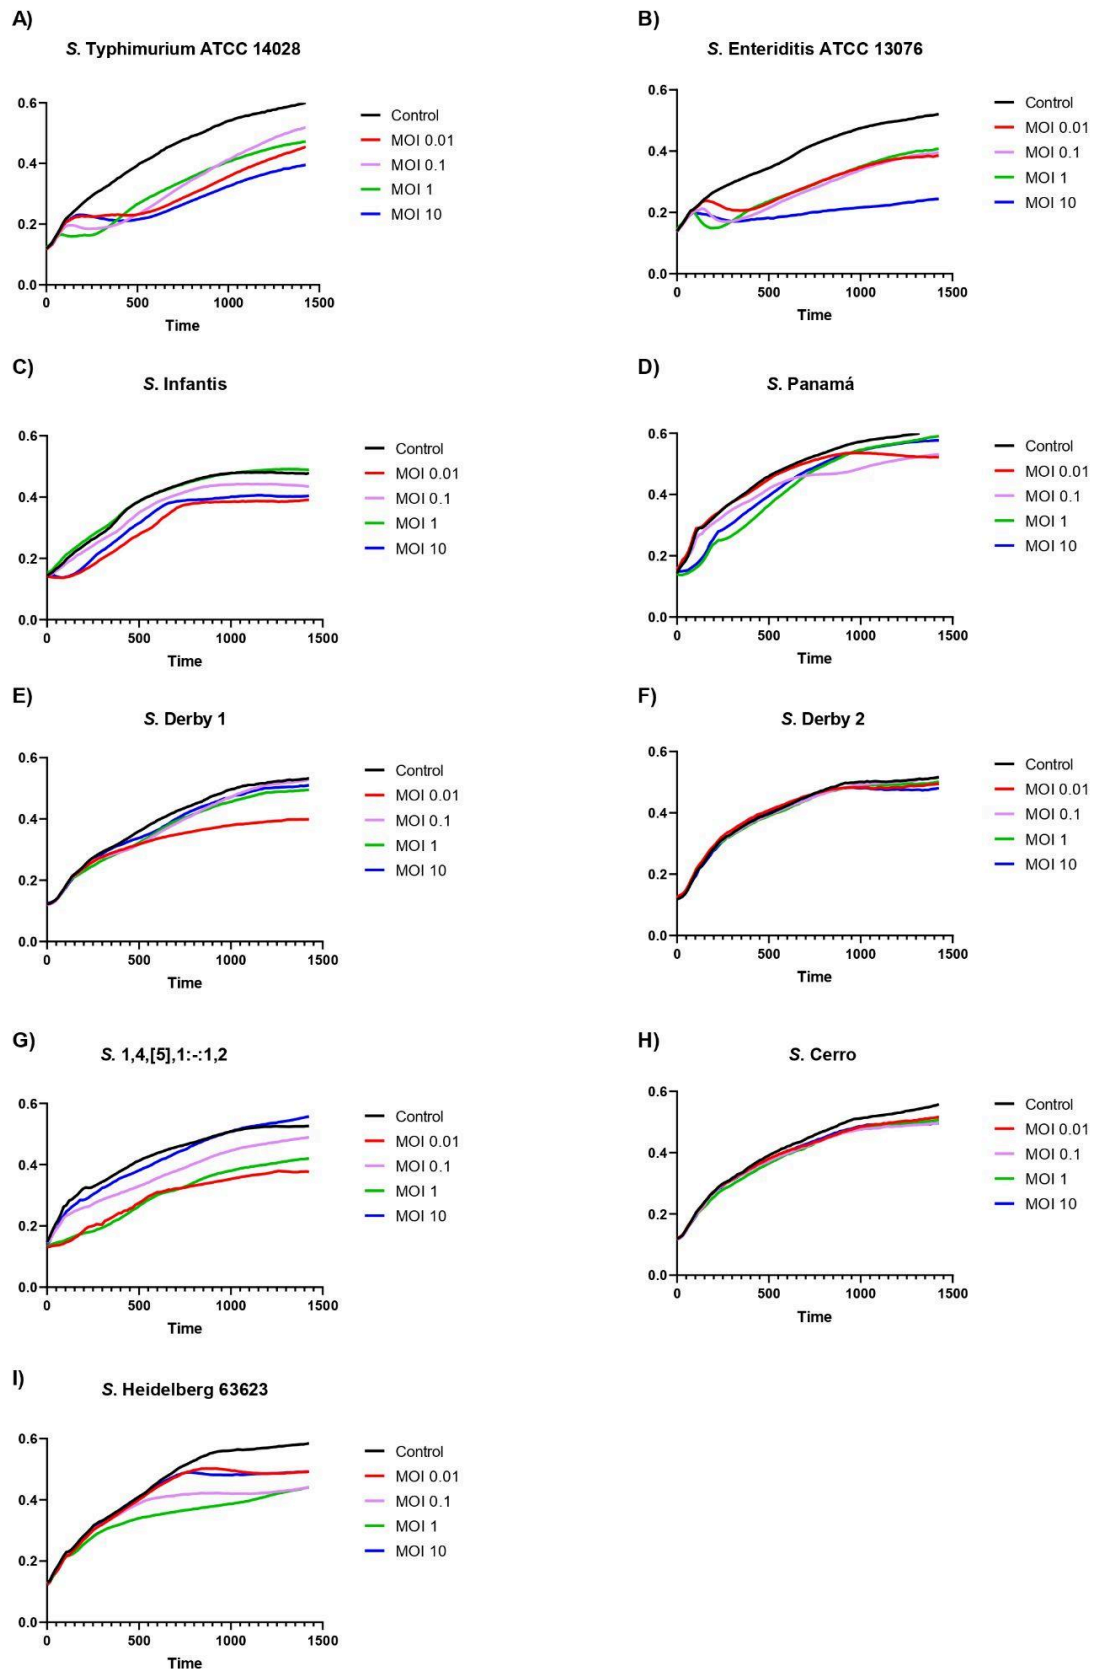 A)
S. Typhimurium ATCC 14028
0.6
0.4
0.2
0.0
0 500 1000 1500
Time
Control
MOI 0.01
MOI 0.1
MOI 1
MOI 10
B)
S. Enteriditis ATCC 13076
0.6
0.4
0.2
0.0
0 500 1000 1500
Time
Control
MOI 0.01
MOI 0.1
MOI 1
MOI 10
C)
S. Infantis
0.6
0.4
0.2
0.0
0 500 1000 1500
Time
Control
MOI 0.01
MOI 0.1
MOI 1
MOI 10
D)
S. Panamá
0.6
0.4
0.2
0.0
0 500 1000 1500
Time
Control
MOI 0.01
MOI 0.1
MOI 1
MOI 10
E)
S. Derby 1
0.6
0.4
0.2
0.0
0 500 1000 1500
Time
Control
MOI 0.01
MOI 0.1
MOI 1
MOI 10
F)
S. Derby 2
0.6
0.4
0.2
0.0
0 500 1000 1500
Time
Control
MOI 0.01
MOI 0.1
MOI 1
MOI 10
G)
S. 1,4,[5],1:-:1,2
0.6
0.4
0.2
0.0
0 500 1000 1500
Time
Control
MOI 0.01
MOI 0.1
MOI 1
MOI 10
H)
S. Cerro
0.6
0.4
0.2
0.0
0 500 1000 1500
Time
Control
MOI 0.01
MOI 0.1
MOI 1
MOI 10
I)
S. Heidelberg 63623
0.6
0.4
0.2
0.0
0 500 1000 1500
Time
Control
MOI 0.01
MOI 0.1
MOI 1
MOI 10